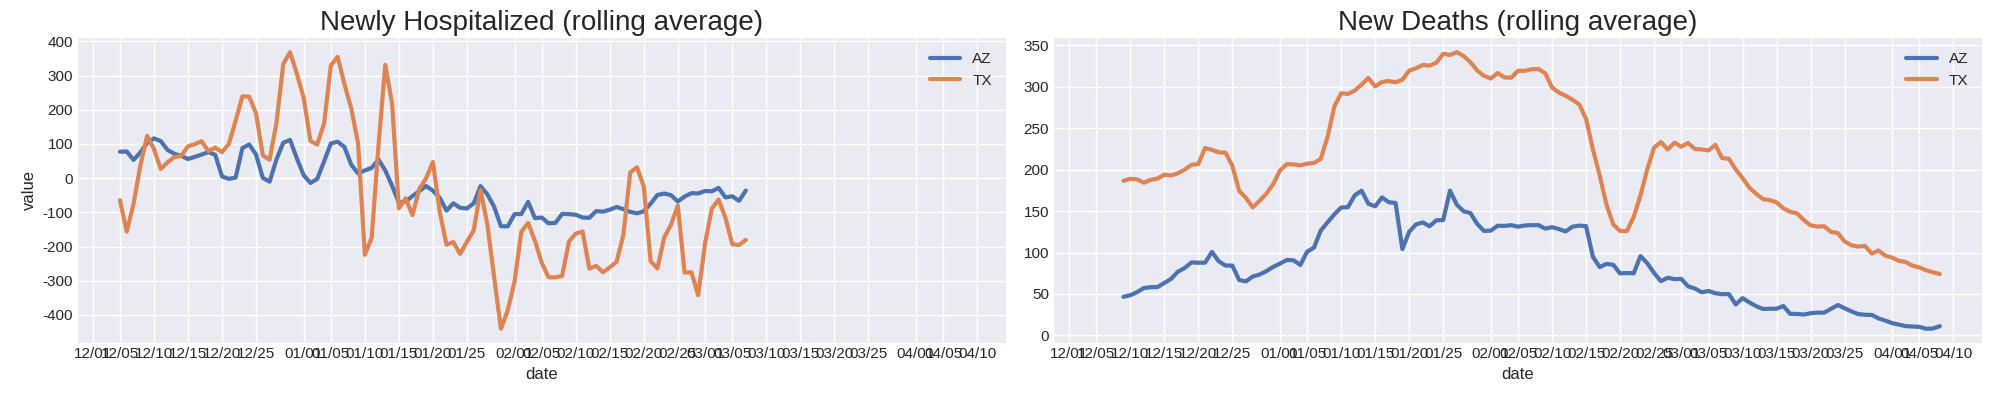 Newly Hospitalized (rolling average)
400
300
200
100
0
-100
-200
-300
-400
value
AZ
TX
12/01 12/05 12/10 12/15 12/20 12/25 01/01 01/05 01/10 01/15 01/20 01/25 02/01 02/05 02/10 02/15 02/20 02/25 03/01 03/05 03/10 03/15 03/20 03/25 04/01 04/05 04/10
date
New Deaths (rolling average)
350
300
250
200
150
100
50
0
AZ
TX
12/01 12/05 12/10 12/15 12/20 12/25 01/01 01/05 01/10 01/15 01/20 01/25 02/01 02/05 02/10 02/15 02/20 02/25 03/01 03/05 03/10 03/15 03/20 03/25 04/01 04/05 04/10
date